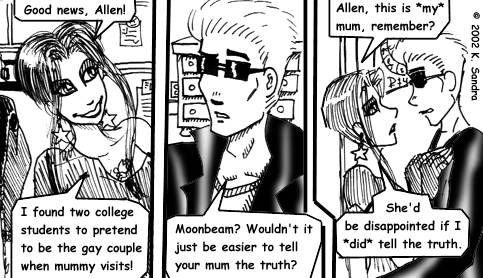 Good news, Allen!
I found two college
students to pretend
to be the gay couple
when mummy visits!
Moonbeam? Wouldn't it
just be easier to tell
your mum the truth?
Allen, this is *my*
mum, remember?
She'd
be disappointed if I
*did* tell the truth.
© 2002 K. Sandra